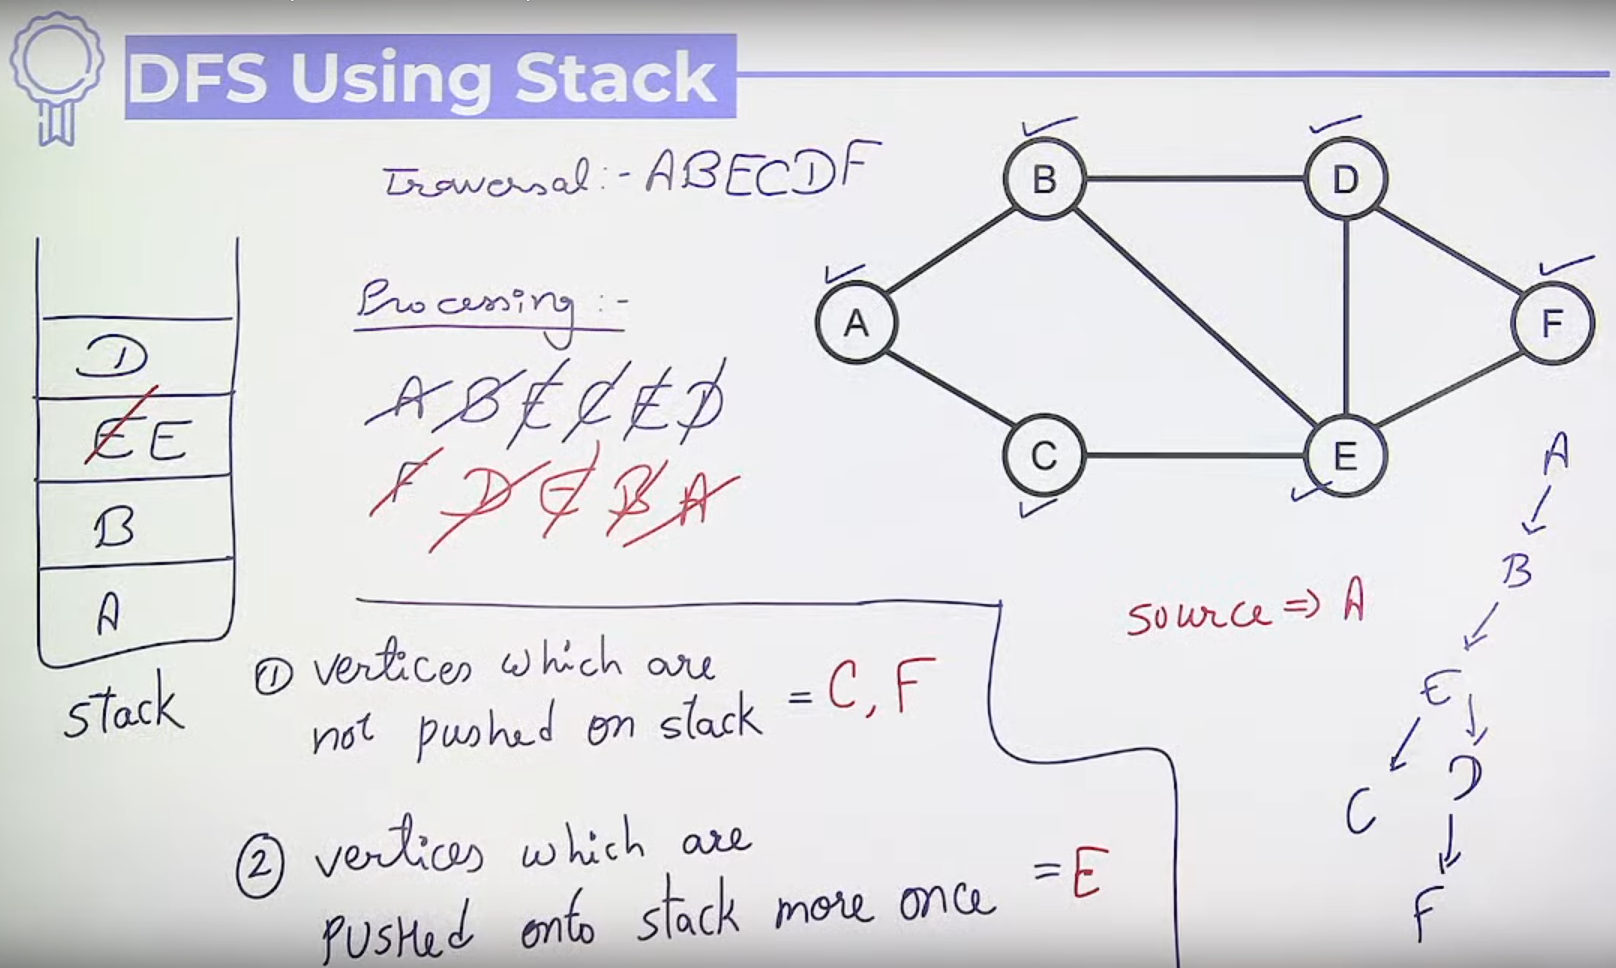 DFS Using Stack
Traversal:- ABECDF
Processing :-
A B E C E D
F D E B A
D
E E
B
A
stack
B
D
A
F
C
E
source => A
A
B
E
C D
F
① vertices which are
not pushed on stack = C, F
② vertices which are
pushed onto stack more once = E